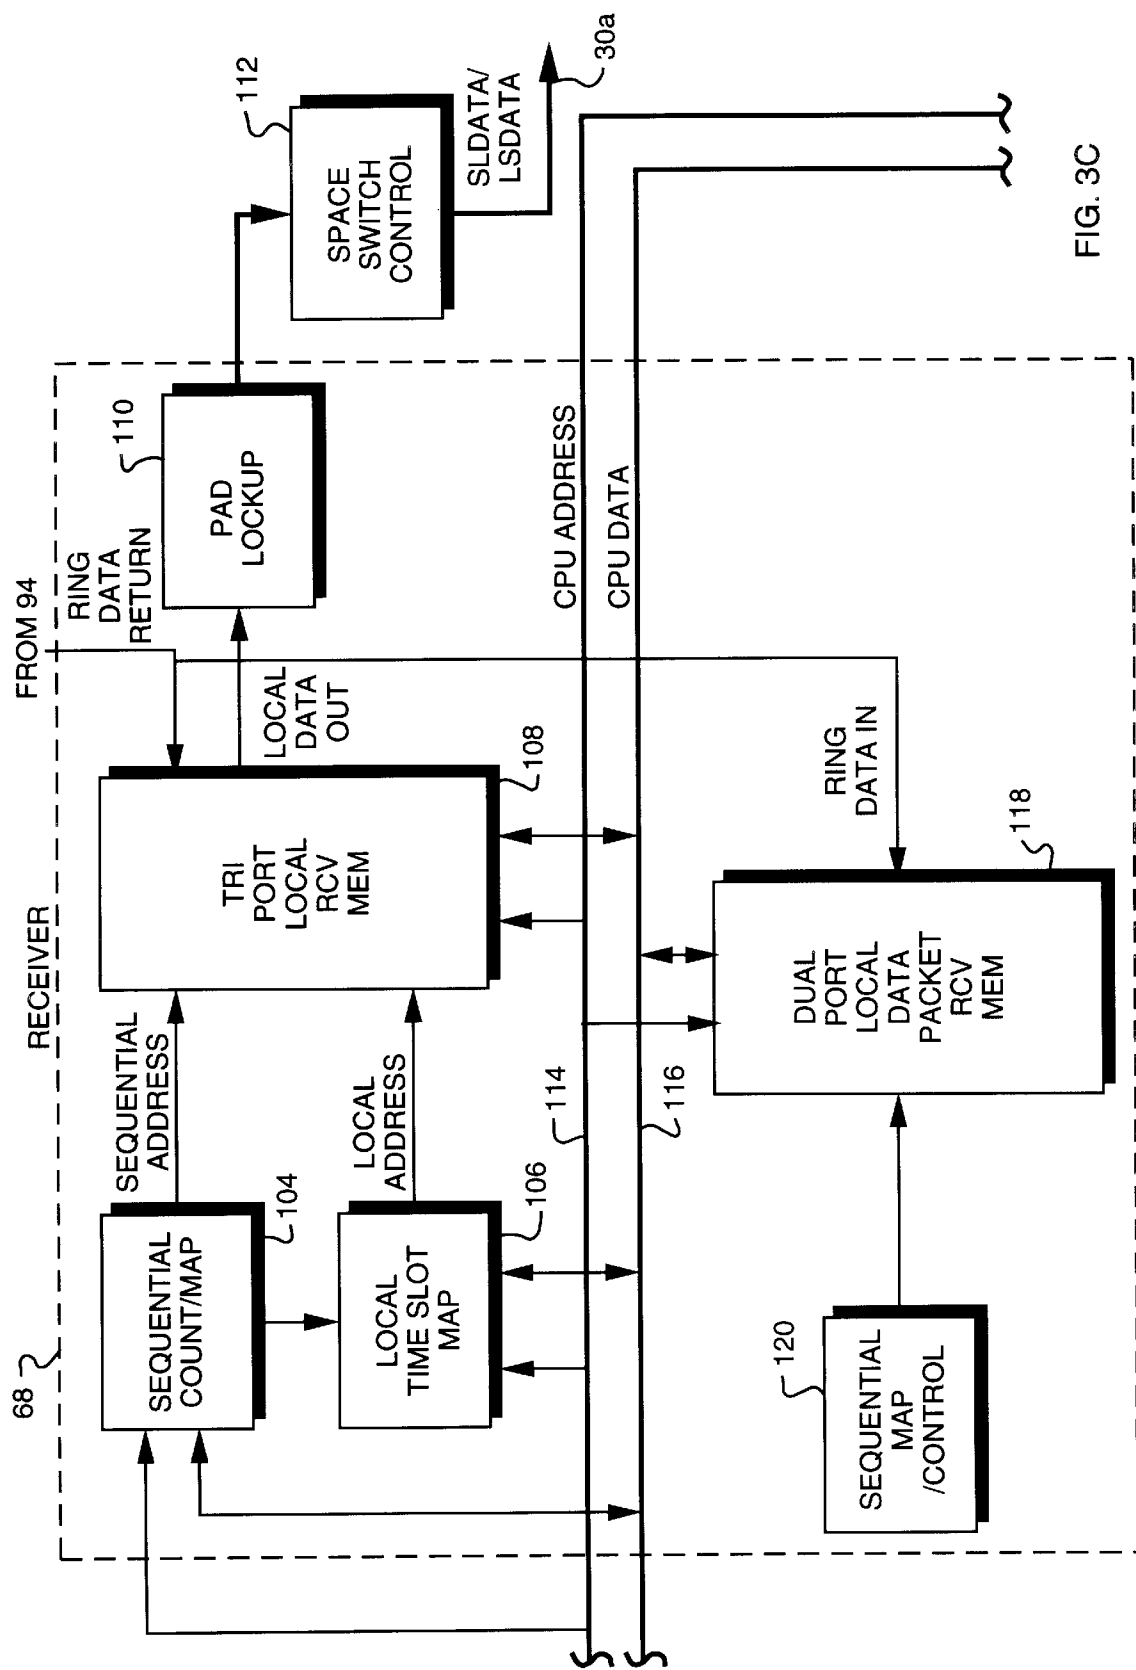 FROM 94
RECEIVER
68
RING
DATA
RETURN
SEQUENTIAL
COUNT/MAP
104
SEQUENTIAL
ADDRESS
TRI
PORT
LOCAL
RCV
MEM
108
LOCAL
DATA
OUT
PAD
LOCKUP
110
SPACE
SWITCH
CONTROL
112
SLDATA/
LSDATA
30a
LOCAL
TIME SLOT
MAP
106
LOCAL
ADDRESS
114
CPU ADDRESS
116
CPU DATA
SEQUENTIAL
MAP
/CONTROL
120
DUAL
PORT
LOCAL
DATA
PACKET
RCV
MEM
118
RING
DATA IN
FIG. 3C